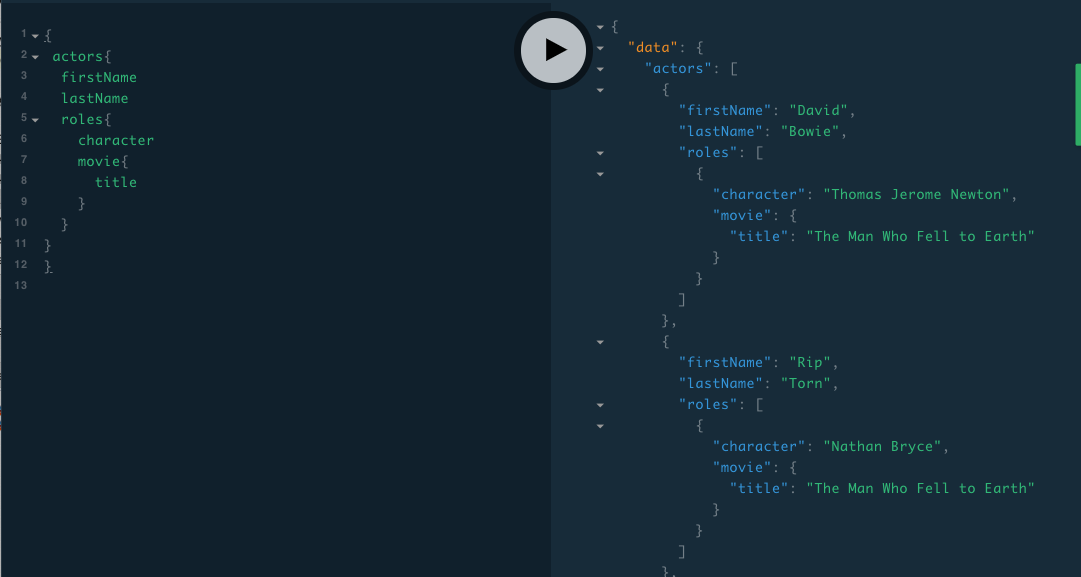 1 {
2 actors{
3 firstName
4 lastName
5 roles{
6 character
7 movie{
8 title
9 }
10 }
11 }
12 }
13
{
"data": {
"actors": [
{
"firstName": "David",
"lastName": "Bowie",
"roles": [
{
"character": "Thomas Jerome Newton",
"movie": {
"title": "The Man Who Fell to Earth"
}
}
]
},
{
"firstName": "Rip",
"lastName": "Torn",
"roles": [
{
"character": "Nathan Bryce",
"movie": {
"title": "The Man Who Fell to Earth"
}
}
]
},